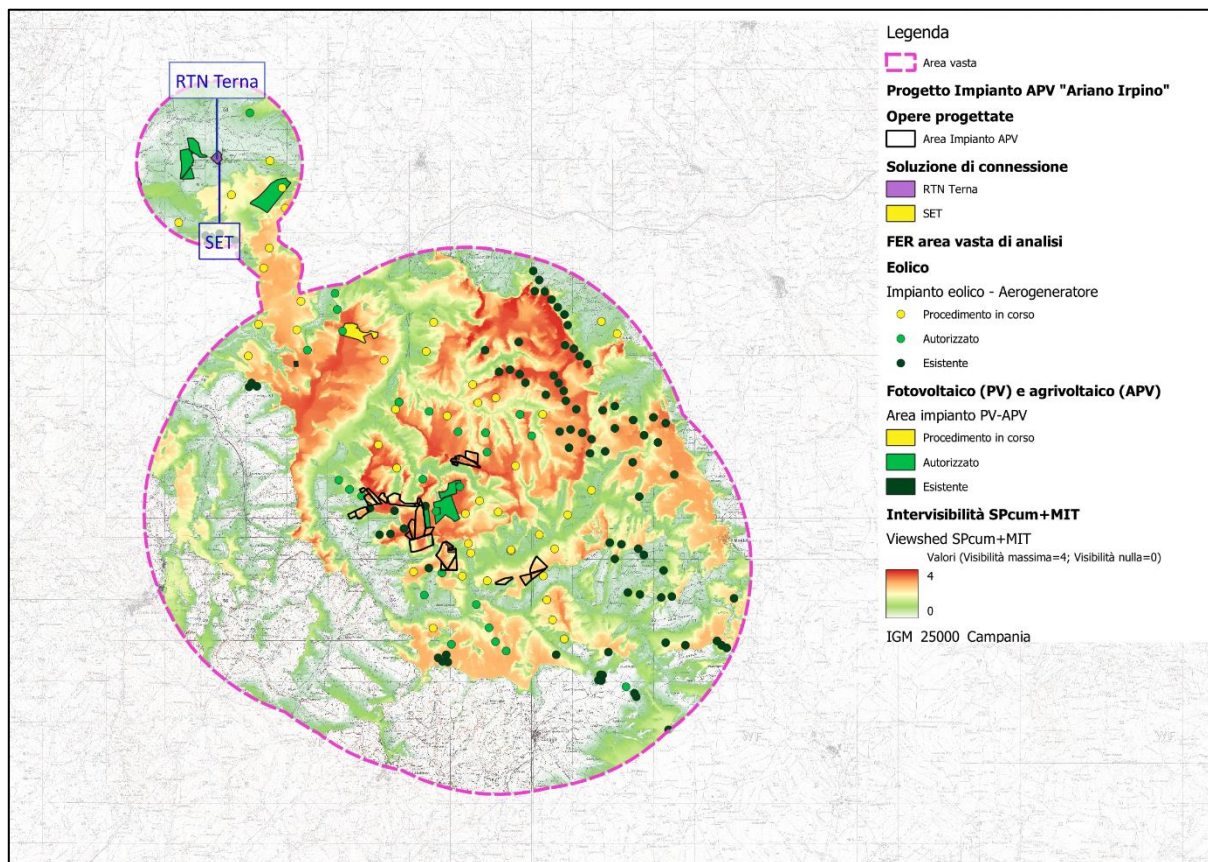 RTN Terna
SET
Legenda
Area vasta
Progetto Impianto APV "Ariano Irpino"
Opere progettate
Area Impianto APV
Soluzione di connessione
RTN Terna
SET
FER area vasta di analisi
Eolico
Impianto eolico - Aerogeneratore
Procedimento in corso
Autorizzato
Esistente
Fotovoltaico (PV) e agrivoltaico (APV)
Area impianto PV-APV
Procedimento in corso
Autorizzato
Esistente
Intervisibilità SPcum+MIT
Viewshed SPcum+MIT
Valori (Visibilità massima=4; Visibilità nulla=0)
4
0
IGM 25000 Campania